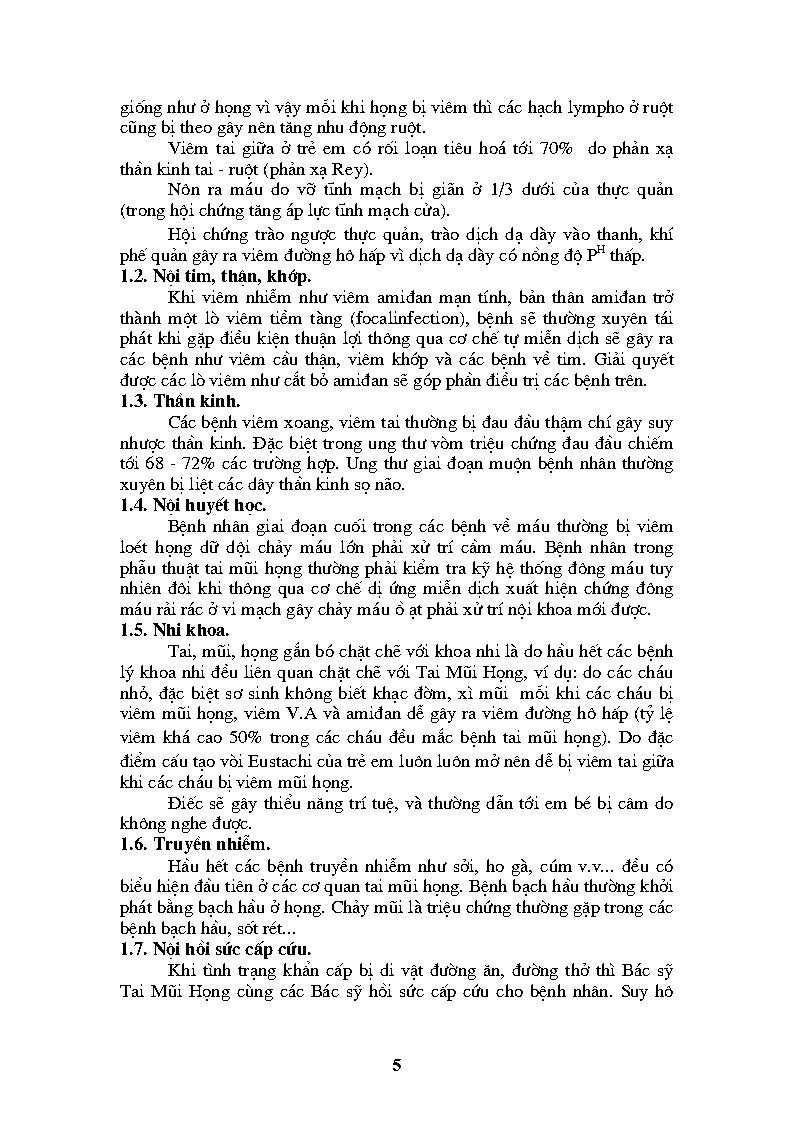 giống như ở họng vì vậy mỗi khi họng bị viêm thì các hạch lympho ở ruột
cũng bị theo gây nên tăng nhu động ruột.
Viêm tai giữa ở trẻ em có rối loạn tiêu hoá tới 70% do phản xạ
thần kinh tai - ruột (phản xạ Rey).
Nôn ra máu do vỡ tĩnh mạch bị giãn ở 1/3 dưới của thực quản
(trong hội chứng tăng áp lực tĩnh mạch cửa).
Hội chứng trào ngược thực quản, trào dịch dạ dày vào thanh, khí
phế quản gây ra viêm đường hô hấp vì dịch dạ dày có nồng độ P^H thấp.
1.2. Nội tim, thận, khớp.
Khi viêm nhiễm như viêm amiđan mạn tính, bản thân amiđan trở
thành một lò viêm tiềm tàng (focalinfection), bệnh sẽ thường xuyên tái
phát khi gặp điều kiện thuận lợi thông qua cơ chế tự miễn dịch sẽ gây ra
các bệnh như viêm cầu thận, viêm khớp và các bệnh về tim. Giải quyết
được các lò viêm như cắt bỏ amiđan sẽ góp phần điều trị các bệnh trên.
1.3. Thần kinh.
Các bệnh viêm xoang, viêm tai thường bị đau đầu thậm chí gây suy
nhược thần kinh. Đặc biệt trong ung thư vòm triệu chứng đau đầu chiếm
tới 68 - 72% các trường hợp. Ung thư giai đoạn muộn bệnh nhân thường
xuyên bị liệt các dây thần kinh sọ não.
1.4. Nội huyết học.
Bệnh nhân giai đoạn cuối trong các bệnh về máu thường bị viêm
loét họng dữ dội chảy máu lớn phải xử trí cầm máu. Bệnh nhân trong
phẫu thuật tai mũi họng thường phải kiểm tra kỹ hệ thống đông máu tuy
nhiên đôi khi thông qua cơ chế dị ứng miễn dịch xuất hiện chứng đông
máu rải rác ở vi mạch gây chảy máu ồ ạt phải xử trí nội khoa mới được.
1.5. Nhi khoa.
Tai, mũi, họng gắn bó chặt chẽ với khoa nhi là do hầu hết các bệnh
lý khoa nhi đều liên quan chặt chẽ với Tai Mũi Họng, ví dụ: do các cháu
nhỏ, đặc biệt sơ sinh không biết khạc đờm, xì mũi mỗi khi các cháu bị
viêm mũi họng, viêm V.A và amiđan dễ gây ra viêm đường hô hấp (tỷ lệ
viêm khá cao 50% trong các cháu đều mắc bệnh tai mũi họng). Do đặc
điểm cấu tạo vòi Eustachi của trẻ em luôn luôn mở nên dễ bị viêm tai giữa
khi các cháu bị viêm mũi họng.
Điếc sẽ gây thiểu năng trí tuệ, và thường dẫn tới em bé bị câm do
không nghe được.
1.6. Truyền nhiễm.
Hầu hết các bệnh truyền nhiễm như sởi, ho gà, cúm v.v... đều có
biểu hiện đầu tiên ở các cơ quan tai mũi họng. Bệnh bạch hầu thường khởi
phát bằng bạch hầu ở họng. Chảy mũi là triệu chứng thường gặp trong các
bệnh bạch hầu, sốt rét...
1.7. Nội hồi sức cấp cứu.
Khi tình trạng khẩn cấp bị di vật đường ăn, đường thở thì Bác sỹ
Tai Mũi Họng cùng các Bác sỹ hồi sức cấp cứu cho bệnh nhân. Suy hô
5